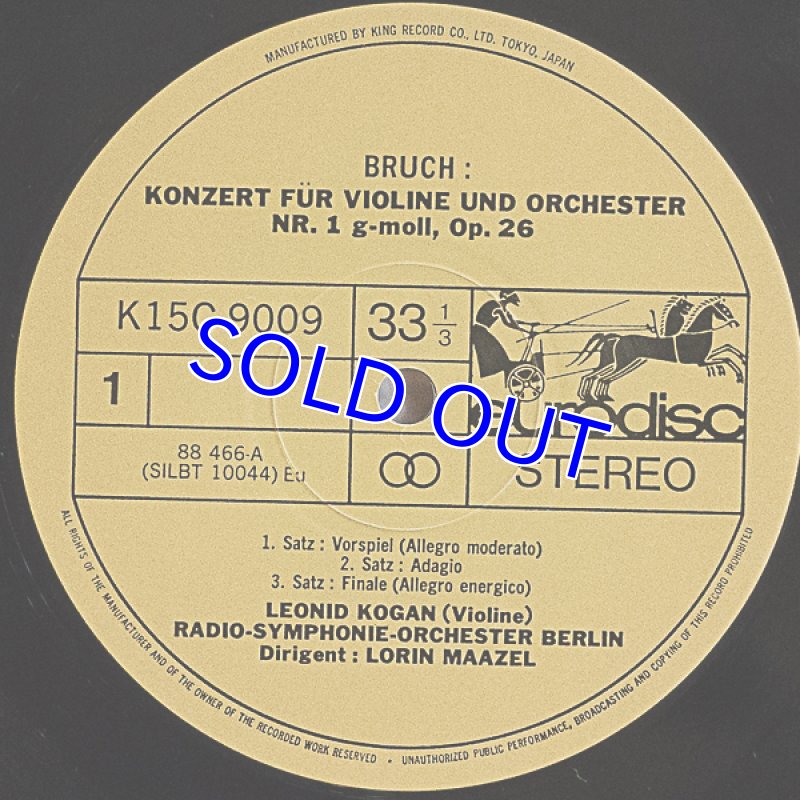 MANUFACTURED BY KING RECORD CO., LTD. TOKYO, JAPAN
BRUCH :
KONZERT FÜR VIOLINE UND ORCHESTER
NR. 1 g-moll, Op. 26
K15C 9009
33 1/3
1
eurodisc
88 466-A
(SILBT 10044) Eu
STEREO
SOLD OUT
1. Satz : Vorspiel (Allegro moderato)
2. Satz : Adagio
3. Satz : Finale (Allegro energico)
LEONID KOGAN (Violine)
RADIO-SYMPHONIE-ORCHESTER BERLIN
Dirigent : LORIN MAAZEL
ALL RIGHTS OF THE MANUFACTURER AND OF THE OWNER OF THE RECORDED WORK RESERVED • UNAUTHORIZED PUBLIC PERFORMANCE, BROADCASTING AND COPYING OF THIS RECORD PROHIBITED